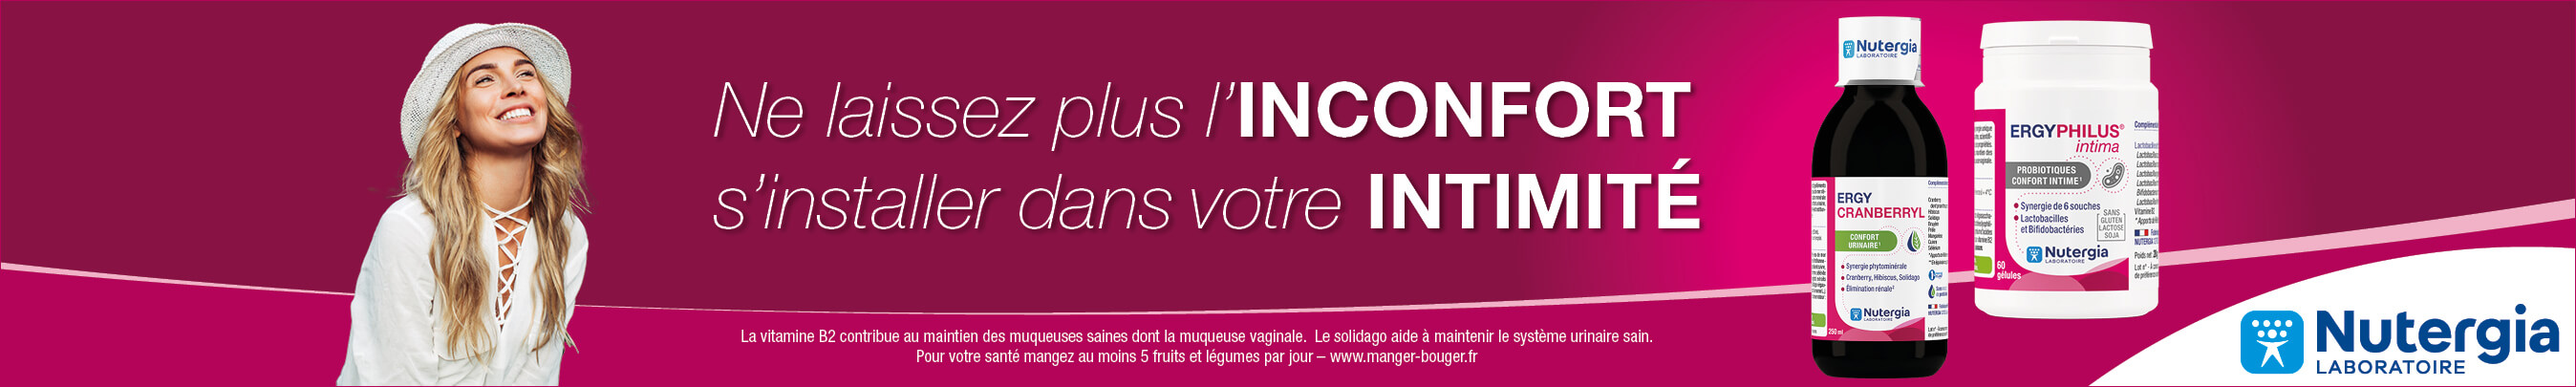 Ne laissez plus l'INCONFORT
s'installer dans votre INTIMITÉ
La vitamine B2 contribue au maintien des muqueuses saines dont la muqueuse vaginale. Le solidago aide à maintenir le système urinaire sain.
Pour votre santé mangez au moins 5 fruits et légumes par jour – www.manger-bouger.fr
Nutergia
LABORATOIRE
ERGY
CRANBERRYL
CONFORT
URINAIRE¹
Synergie phytominérale
Cranberry, Hibiscus, Solidago
Élimination rénale²
Nutergia
LABORATOIRE
250 ml
ERGYPHILUS®
intima
PROBIOTIQUES
CONFORT INTIME¹
Synergie de 6 souches
Lactobacilles
et Bifidobactéries
SANS
GLUTEN
LACTOSE
SOJA
Nutergia
LABORATOIRE
60
gélules
Nutergia
LABORATOIRE